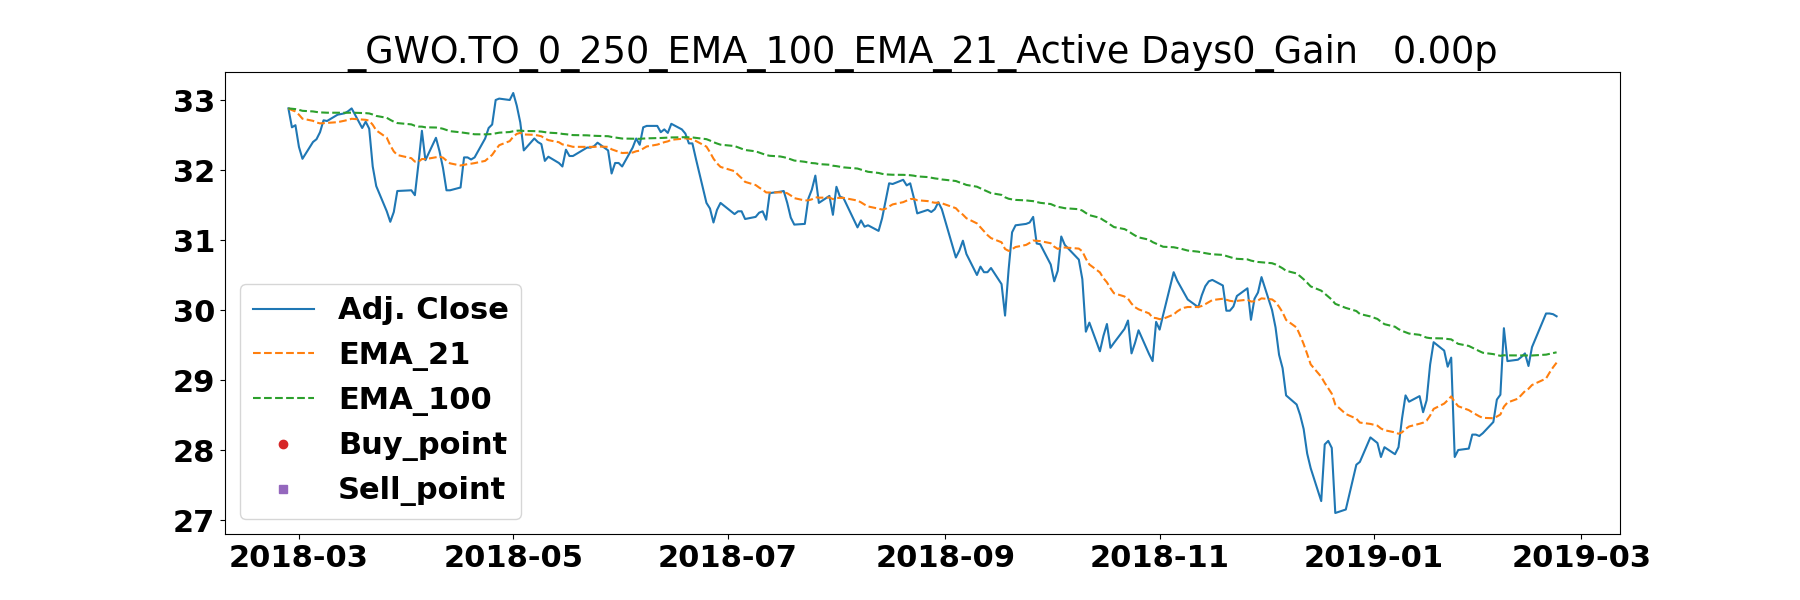 _GWO.TO_0_250_EMA_100_EMA_21_Active Days0_Gain   0.00p
33
32
31
30
29
28
27
Adj. Close
EMA_21
EMA_100
Buy_point
Sell_point
2018-03 2018-05 2018-07 2018-09 2018-11 2019-01 2019-03